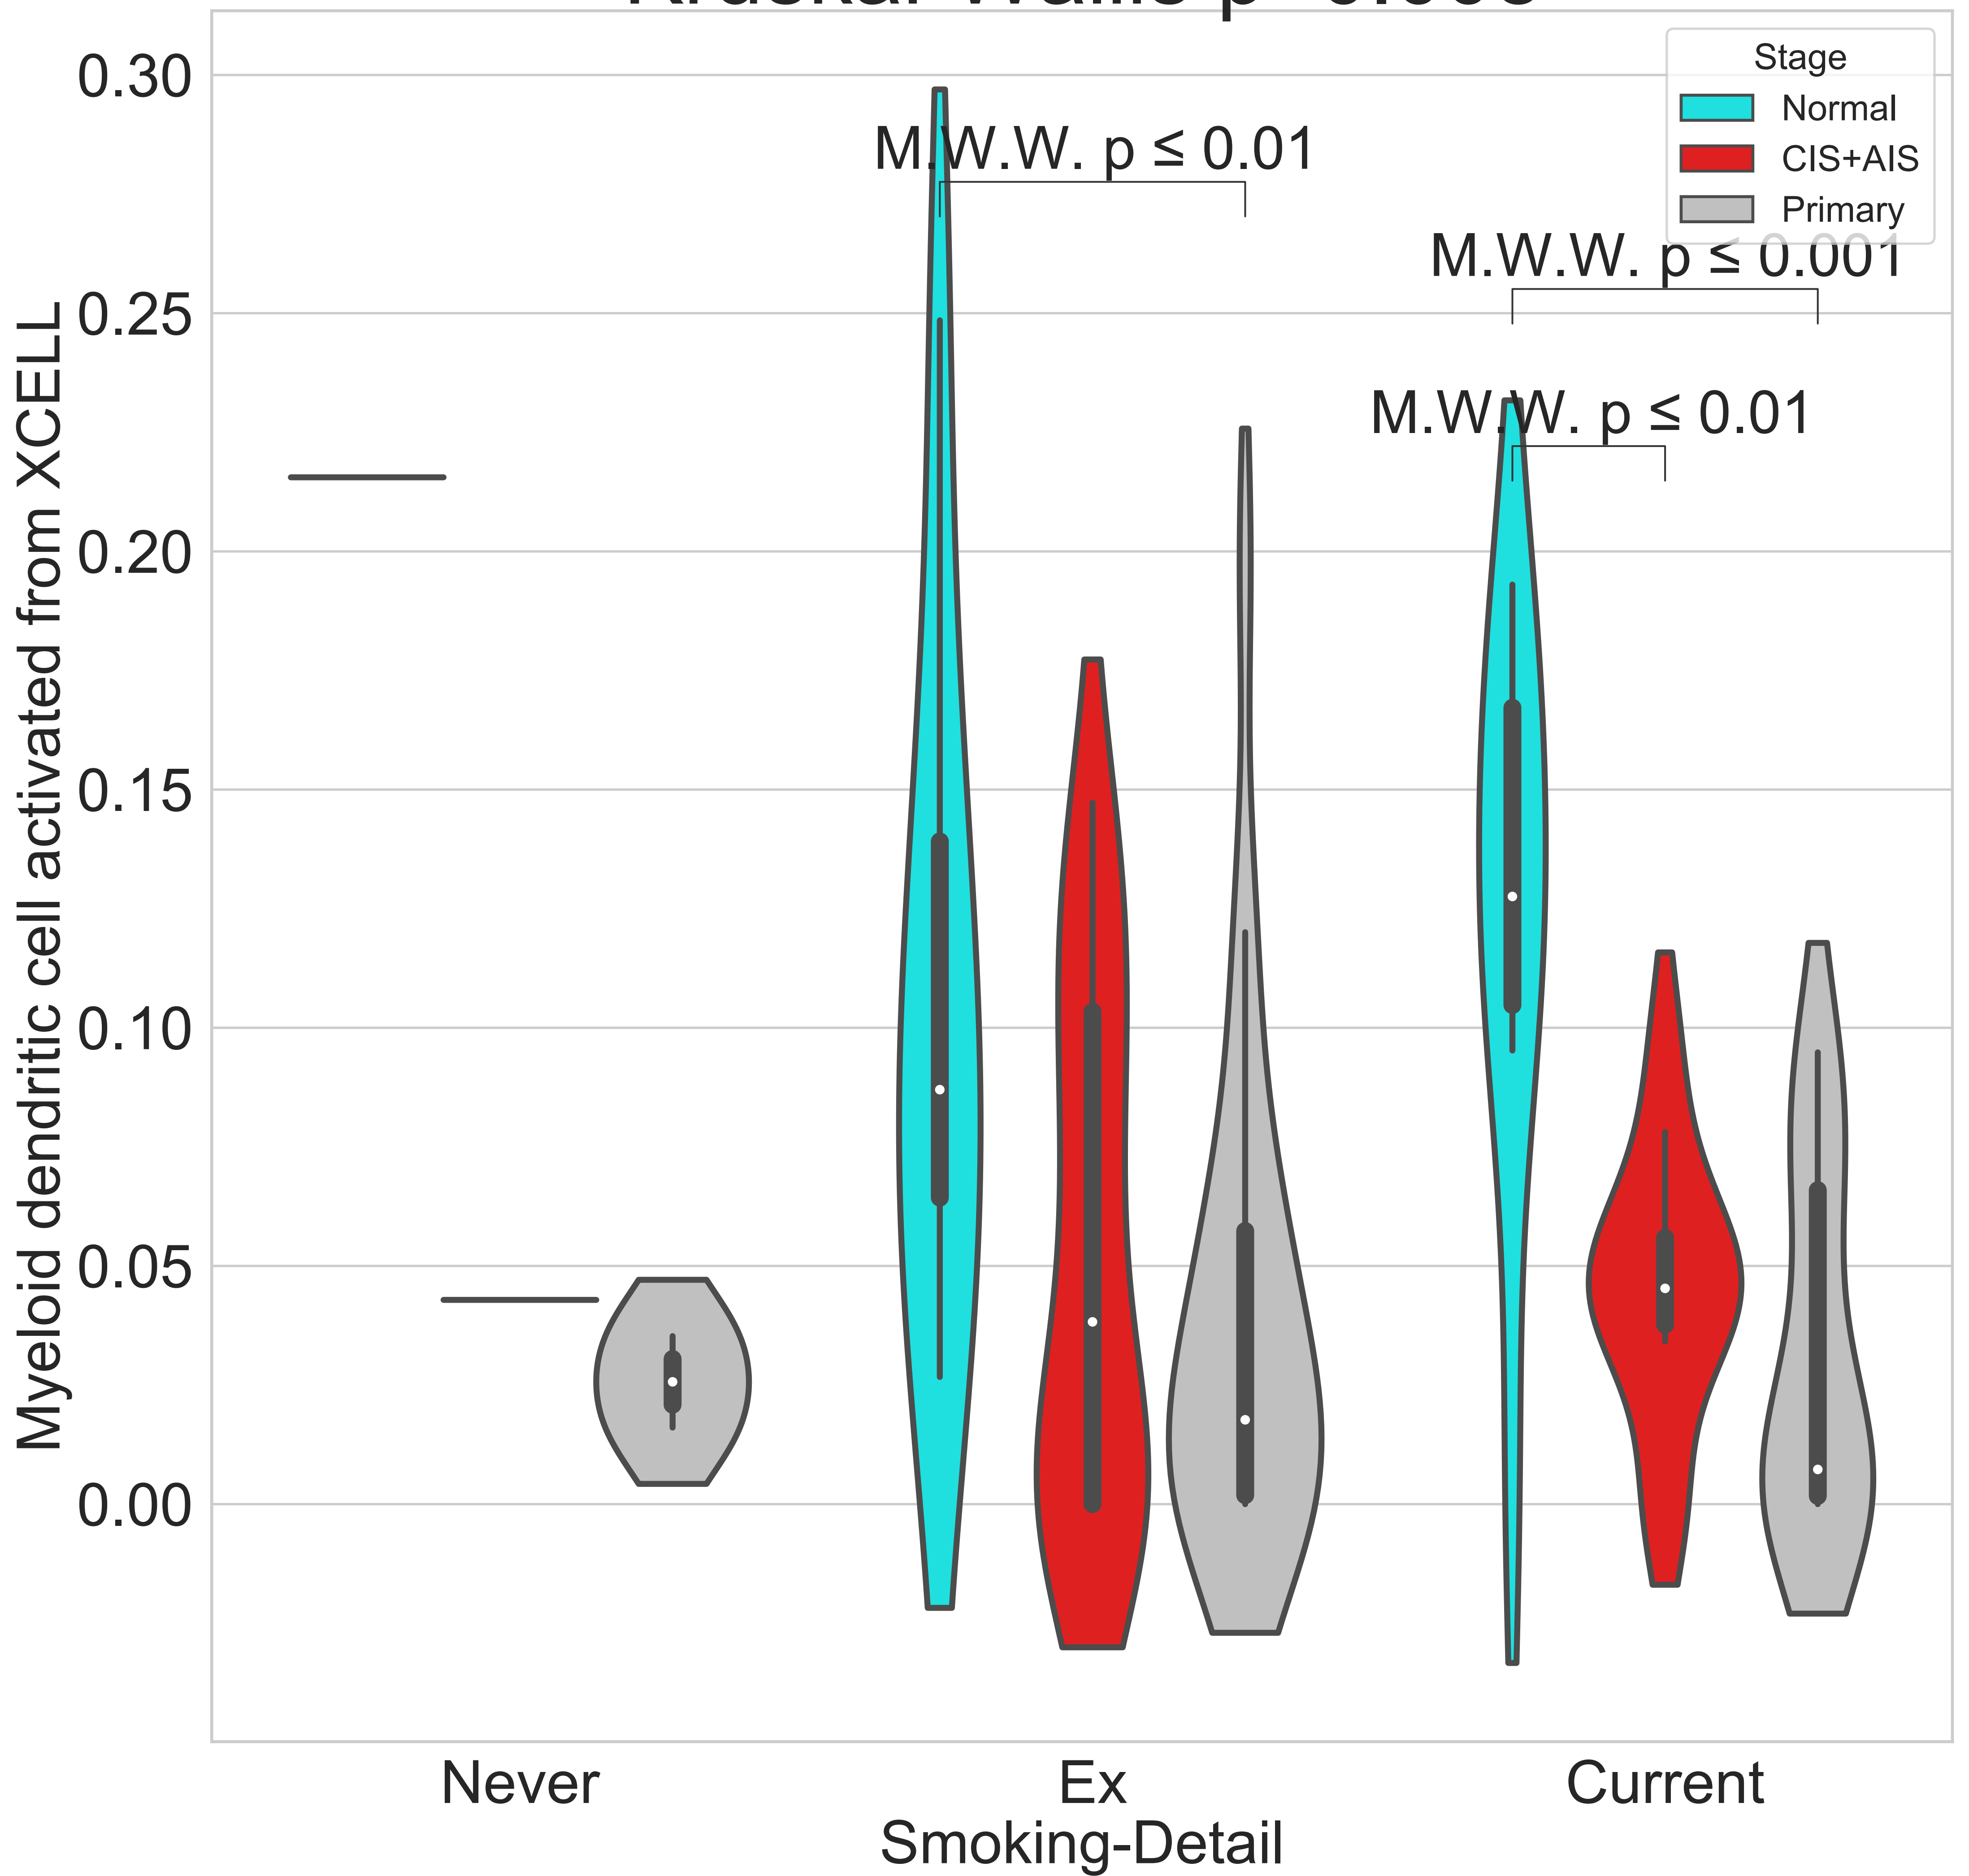 Stage
Normal
CIS+AIS
Primary
M.W.W. p ≤ 0.01
M.W.W. p ≤ 0.001
M.W.W. p ≤ 0.01
0.30
0.25
0.20
0.15
0.10
0.05
0.00
Myeloid dendritic cell activated from XCELL
Never
Ex
Current
Smoking-Detail